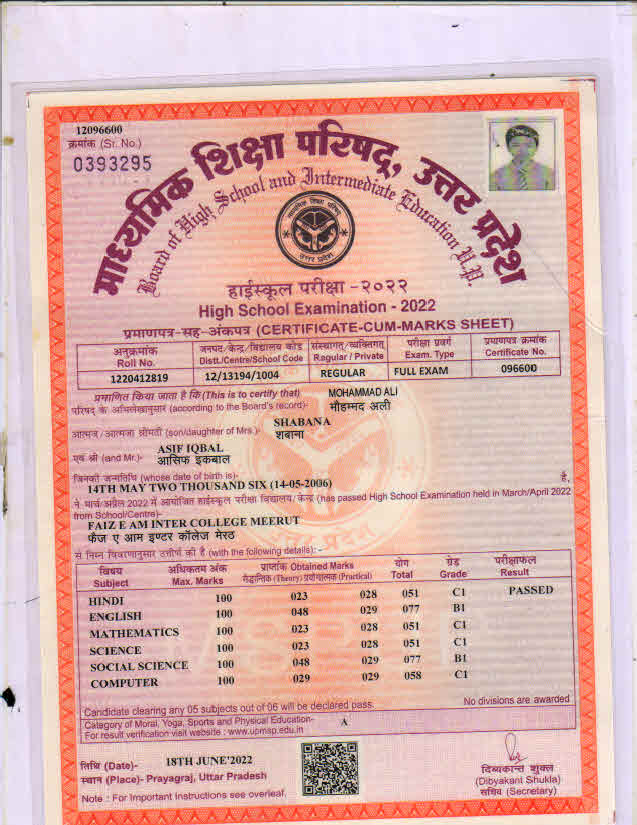 12096600
क्रमांक (Sr. No.)
0393295
माध्यमिक शिक्षा परिषद्, उत्तर प्रदेश
Board of High School and Intermediate Education U.P.
हाईस्कूल परीक्षा -२०२२
High School Examination - 2022
प्रमाणपत्र-सह-अंकपत्र (CERTIFICATE-CUM-MARKS SHEET)
अनुक्रमांक जनपद/केन्द्र/विद्यालय कोड संस्थागत/व्यक्तिगत परीक्षा प्रवर्ग प्रमाणपत्र क्रमांक
Roll No. Distt./Centre/School Code Regular / Private Exam. Type Certificate No.
1220412819 12/13194/1004 REGULAR FULL EXAM 096600
प्रमाणित किया जाता है कि (This is to certify that) MOHAMMAD ALI
परिषद के अभिलेखानुसार (according to the Board's record)- मौहम्मद अली
SHABANA
आत्मज/आत्मजा श्रीमती (son/daughter of Mrs.)- शबाना
ASIF IQBAL
एवं श्री (and Mr.)- आसिफ इकबाल
जिनकी जन्मतिथि (whose date of birth is)-
14TH MAY TWO THOUSAND SIX (14-05-2006) है,
ने मार्च/अप्रैल 2022 में आयोजित हाईस्कूल परीक्षा विद्यालय/केन्द्र (has passed High School Examination held in March/April 2022
from School/Centre)-
FAIZ E AM INTER COLLEGE MEERUT
फैज ए आम इण्टर कॉलेज मेरठ
से निम्न विवरणानुसार उत्तीर्ण की है (with the following details): -
विषय अधिकतम अंक प्राप्तांक Obtained Marks योग ग्रेड परीक्षाफल
Subject Max. Marks सैद्धान्तिक (Theory) प्रयोगात्मक (Practical) Total Grade Result
HINDI 100 023 028 051 C1 PASSED
ENGLISH 100 048 029 077 B1
MATHEMATICS 100 023 028 051 C1
SCIENCE 100 023 028 051 C1
SOCIAL SCIENCE 100 048 029 077 B1
COMPUTER 100 029 029 058 C1
Candidate clearing any 05 subjects out of 06 will be declared pass. No divisions are awarded
Category of Moral, Yoga, Sports and Physical Education- A
For result verification visit website : www.upmsp.edu.in
तिथि (Date)- 18TH JUNE'2022
स्थान (Place)- Prayagraj, Uttar Pradesh
दिब्यकान्त शुक्ल
(Dibyakant Shukla)
सचिव (Secretary)
Note : For Important Instructions see overleaf.